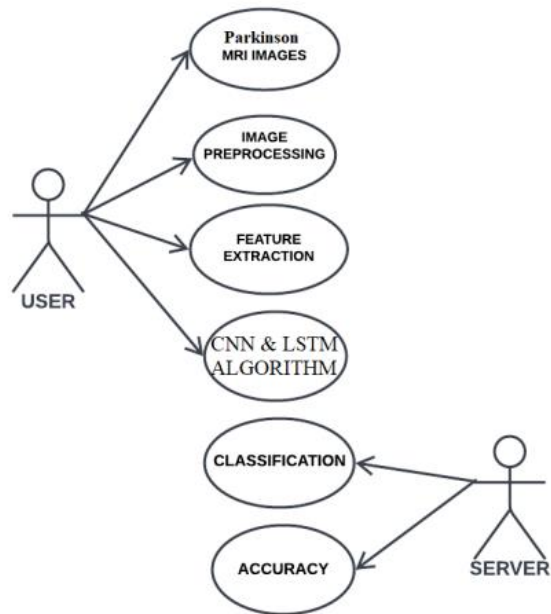 Parkinson
MRI IMAGES
IMAGE
PREPROCESSING
FEATURE
EXTRACTION
USER
CNN & LSTM
ALGORITHM
CLASSIFICATION
ACCURACY
SERVER